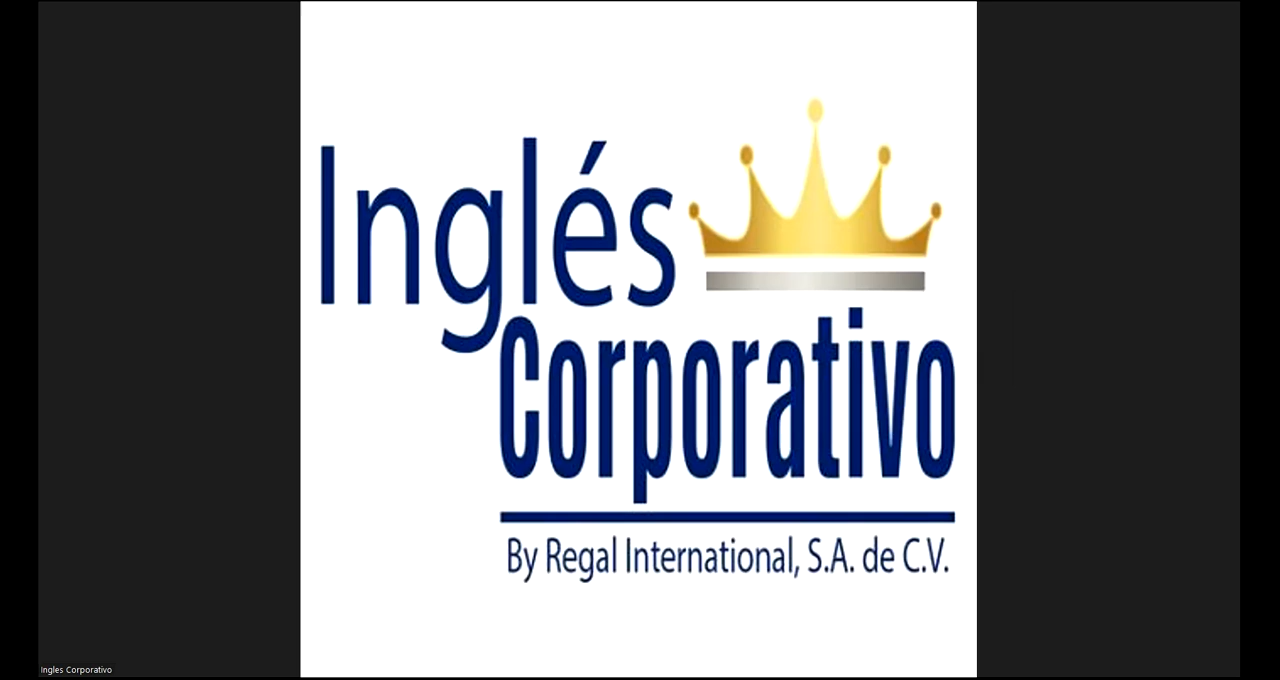 Inglés
Corporativo
By Regal International, S.A. de C.V.
Ingles Corporativo